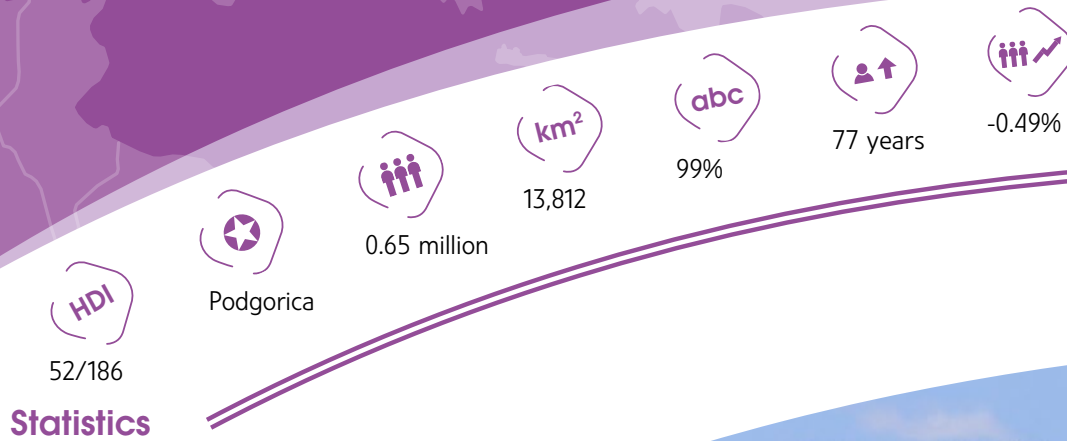 HDI
52/186
Podgorica
0.65 million
km²
13,812
abc
99%
77 years
-0.49%
Statistics